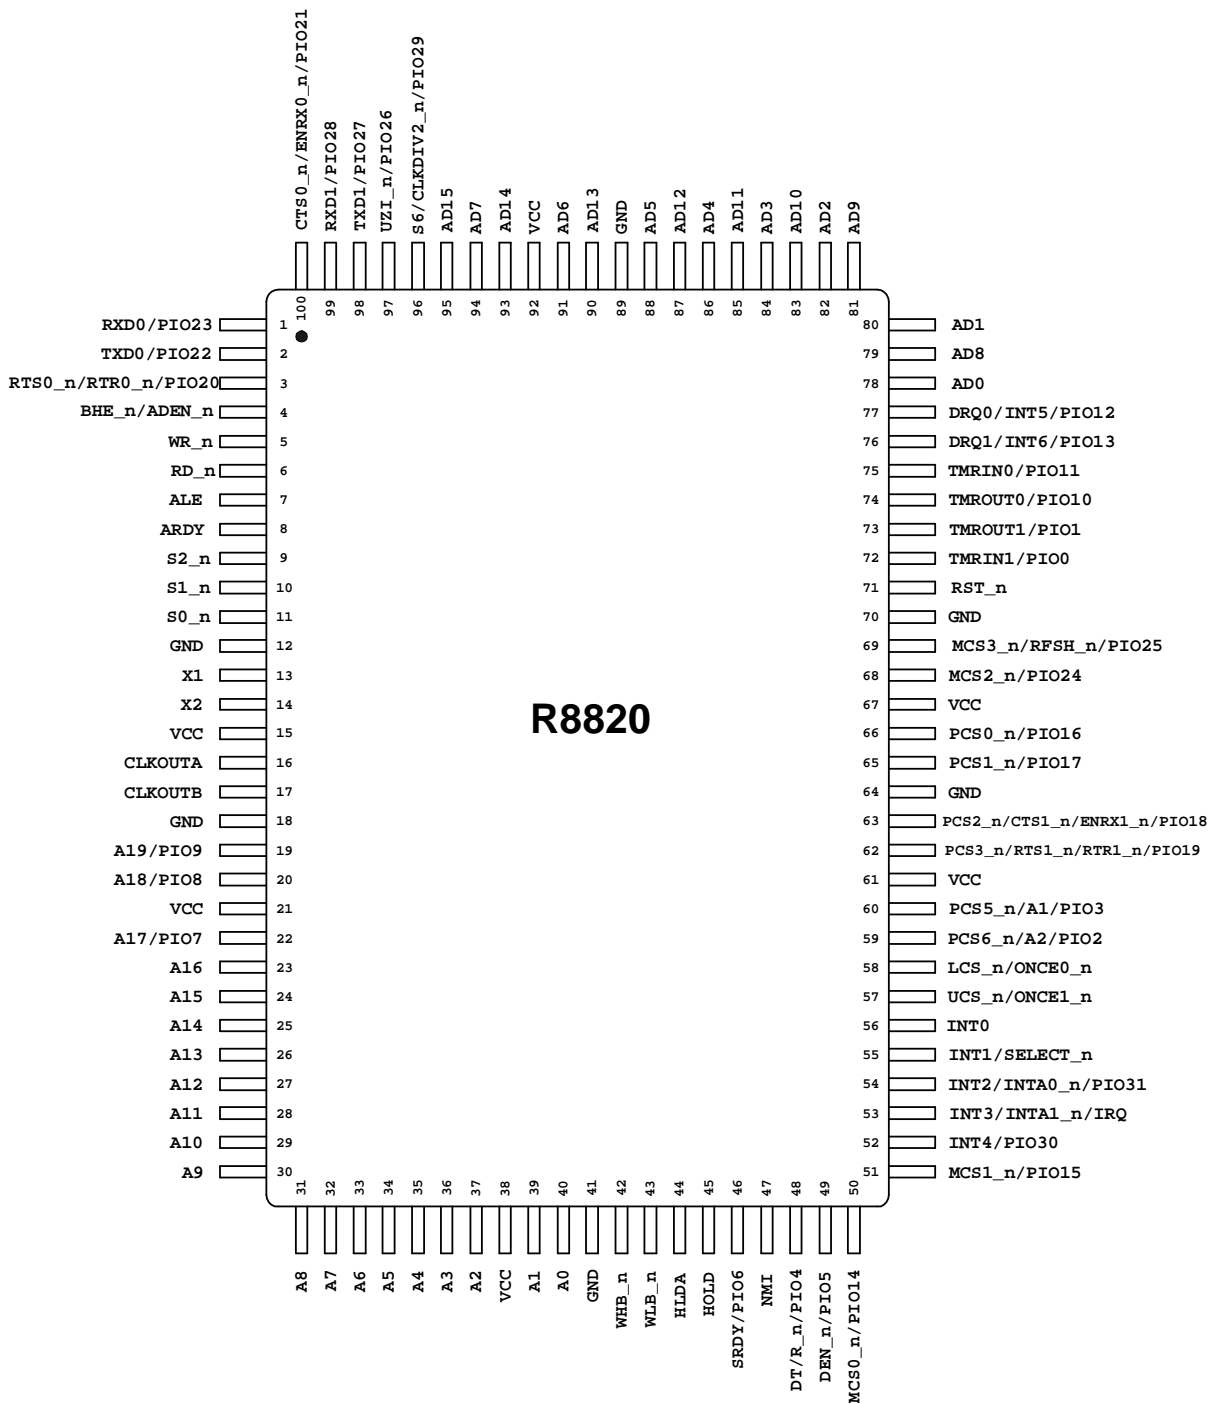 CTS0_n/ENRX0_n/PIO21
RXD1/PIO28
TXD1/PIO27
UZI_n/PIO26
S6/CLKDIV2_n/PIO29
AD15
AD7
AD14
VCC
AD6
AD13
GND
AD5
AD12
AD4
AD11
AD3
AD10
AD2
AD9
100
99
98
97
96
95
94
93
92
91
90
89
88
87
86
85
84
83
82
81
RXD0/PIO23 1
TXD0/PIO22 2
RTS0_n/RTR0_n/PIO20 3
BHE_n/ADEN_n 4
WR_n 5
RD_n 6
ALE 7
ARDY 8
S2_n 9
S1_n 10
S0_n 11
GND 12
X1 13
X2 14
VCC 15
CLKOUTA 16
CLKOUTB 17
GND 18
A19/PIO9 19
A18/PIO8 20
VCC 21
A17/PIO7 22
A16 23
A15 24
A14 25
A13 26
A12 27
A11 28
A10 29
A9 30
R8820
80 AD1
79 AD8
78 AD0
77 DRQ0/INT5/PIO12
76 DRQ1/INT6/PIO13
75 TMRIN0/PIO11
74 TMROUT0/PIO10
73 TMROUT1/PIO1
72 TMRIN1/PIO0
71 RST_n
70 GND
69 MCS3_n/RFSH_n/PIO25
68 MCS2_n/PIO24
67 VCC
66 PCS0_n/PIO16
65 PCS1_n/PIO17
64 GND
63 PCS2_n/CTS1_n/ENRX1_n/PIO18
62 PCS3_n/RTS1_n/RTR1_n/PIO19
61 VCC
60 PCS5_n/A1/PIO3
59 PCS6_n/A2/PIO2
58 LCS_n/ONCE0_n
57 UCS_n/ONCE1_n
56 INT0
55 INT1/SELECT_n
54 INT2/INTA0_n/PIO31
53 INT3/INTA1_n/IRQ
52 INT4/PIO30
51 MCS1_n/PIO15
31
32
33
34
35
36
37
38
39
40
41
42
43
44
45
46
47
48
49
50
A8
A7
A6
A5
A4
A3
A2
VCC
A1
A0
GND
WHB_n
WLB_n
HLDA
HOLD
SRDY/PIO6
NMI
DT/R_n/PIO4
DEN_n/PIO5
MCS0_n/PIO14